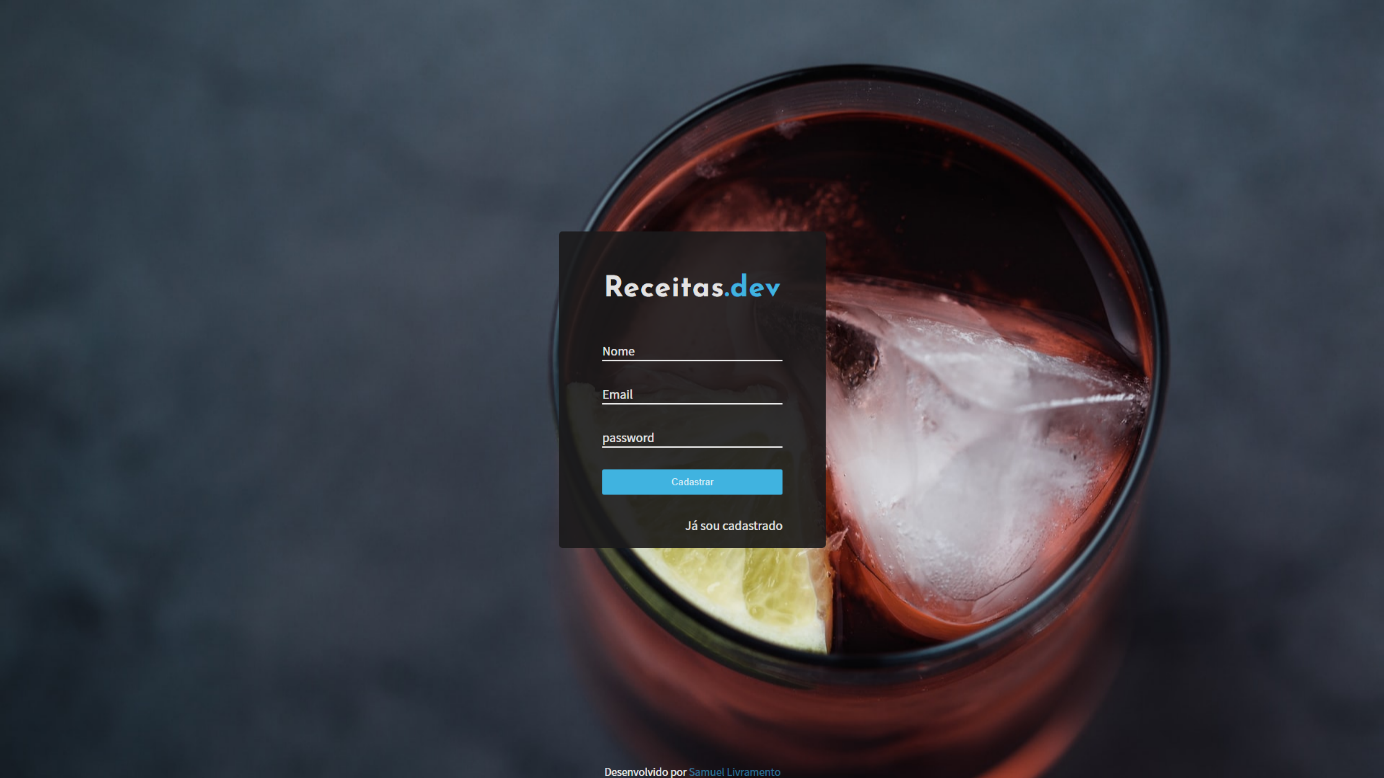 Receitas.dev
Nome
Email
password
Cadastrar
Já sou cadastrado
Desenvolvido por Samuel Livramento